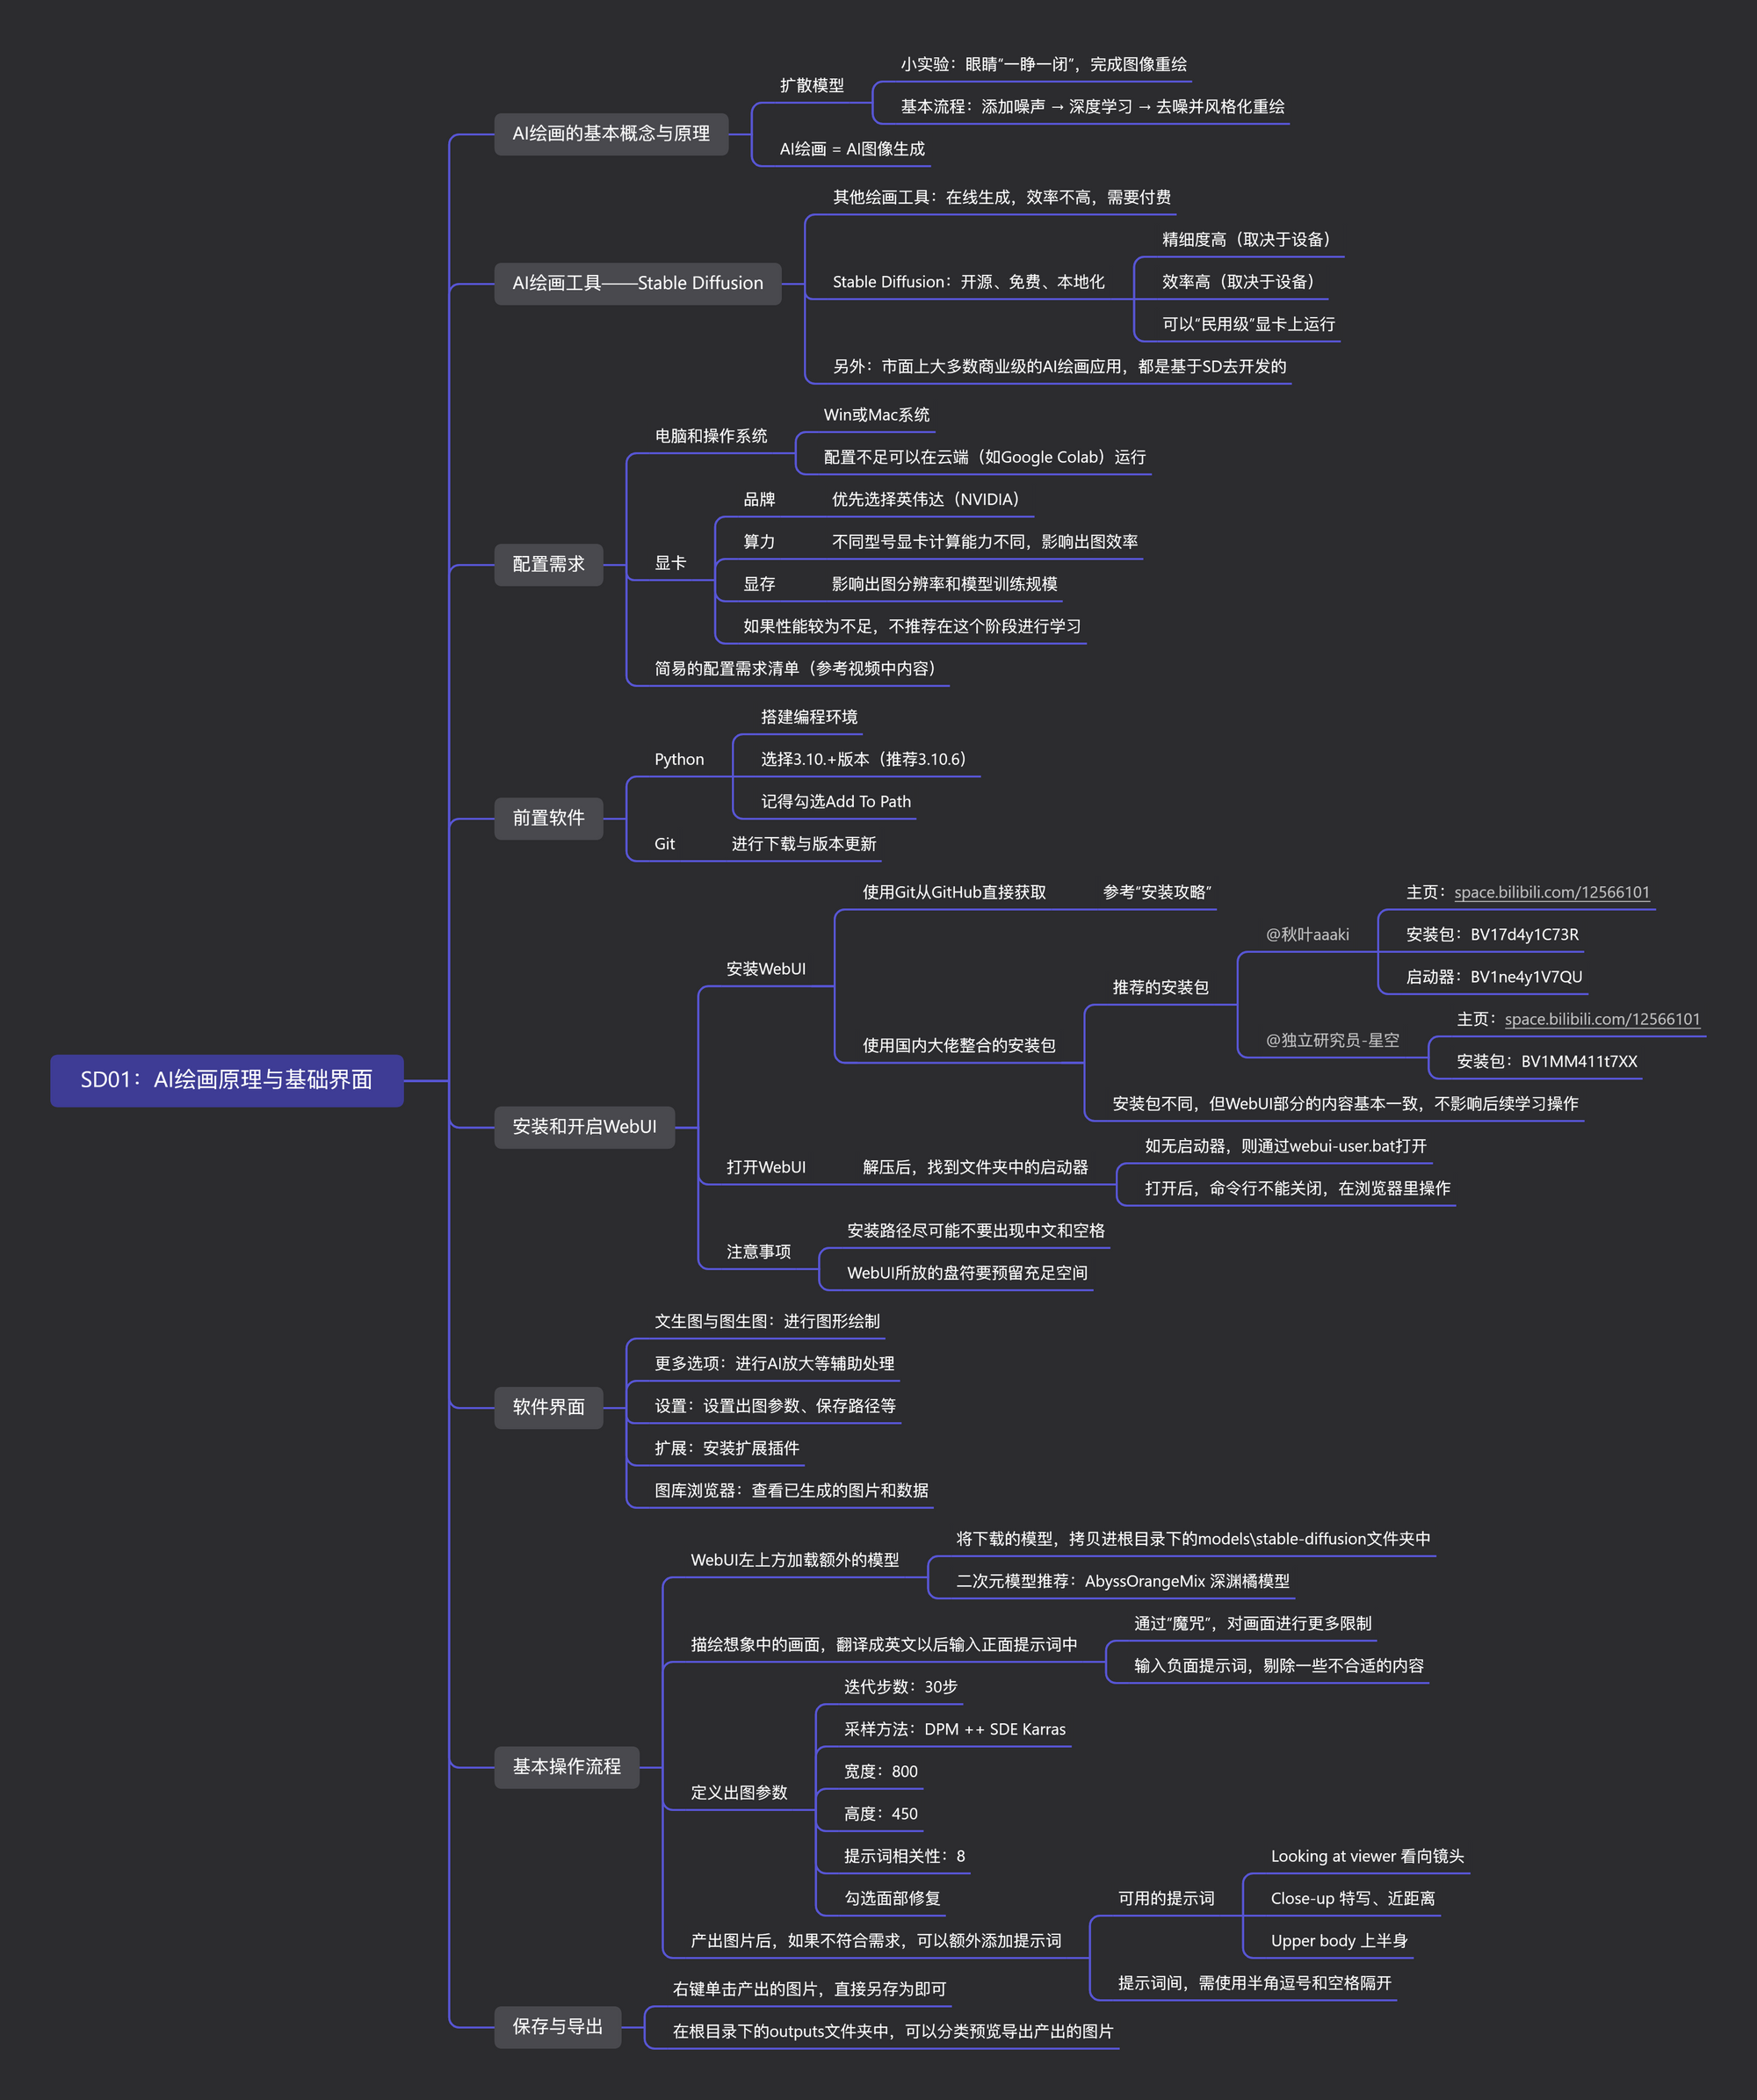 SD01：AI绘画原理与基础界面
AI绘画的基本概念与原理
扩散模型
小实验：眼睛“一睁一闭”，完成图像重绘
基本流程：添加噪声 → 深度学习 → 去噪并风格化重绘
AI绘画 = AI图像生成
AI绘画工具——Stable Diffusion
其他绘画工具：在线生成，效率不高，需要付费
Stable Diffusion：开源、免费、本地化
精细度高（取决于设备）
效率高（取决于设备）
可以“民用级”显卡上运行
另外：市面上大多数商业级的AI绘画应用，都是基于SD去开发的
配置需求
电脑和操作系统
Win或Mac系统
配置不足可以在云端（如Google Colab）运行
显卡
品牌
优先选择英伟达（NVIDIA）
算力
不同型号显卡计算能力不同，影响出图效率
显存
影响出图分辨率和模型训练规模
如果性能较为不足，不推荐在这个阶段进行学习
简易的配置需求清单（参考视频中内容）
前置软件
Python
搭建编程环境
选择3.10.+版本（推荐3.10.6）
记得勾选Add To Path
Git
进行下载与版本更新
安装和开启WebUI
安装WebUI
使用Git从GitHub直接获取
参考“安装攻略”
使用国内大佬整合的安装包
推荐的安装包
@秋叶aaaki
主页：space.bilibili.com/12566101
安装包：BV17d4y1C73R
启动器：BV1ne4y1V7QU
@独立研究员-星空
主页：space.bilibili.com/12566101
安装包：BV1MM411t7XX
安装包不同，但WebUI部分的内容基本一致，不影响后续学习操作
打开WebUI
解压后，找到文件夹中的启动器
如无启动器，则通过webui-user.bat打开
打开后，命令行不能关闭，在浏览器里操作
注意事项
安装路径尽可能不要出现中文和空格
WebUI所放的盘符要预留充足空间
软件界面
文生图与图生图：进行图形绘制
更多选项：进行AI放大等辅助处理
设置：设置出图参数、保存路径等
扩展：安装扩展插件
图库浏览器：查看已生成的图片和数据
基本操作流程
WebUI左上方加载额外的模型
将下载的模型，拷贝进根目录下的models\stable-diffusion文件夹中
二次元模型推荐：AbyssOrangeMix 深渊橘模型
描绘想象中的画面，翻译成英文以后输入正面提示词中
通过“魔咒”，对画面进行更多限制
输入负面提示词，剔除一些不合适的内容
定义出图参数
迭代步数：30步
采样方法：DPM ++ SDE Karras
宽度：800
高度：450
提示词相关性：8
勾选面部修复
产出图片后，如果不符合需求，可以额外添加提示词
可用的提示词
Looking at viewer 看向镜头
Close-up 特写、近距离
Upper body 上半身
提示词间，需使用半角逗号和空格隔开
保存与导出
右键单击产出的图片，直接另存为即可
在根目录下的outputs文件夹中，可以分类预览导出产出的图片